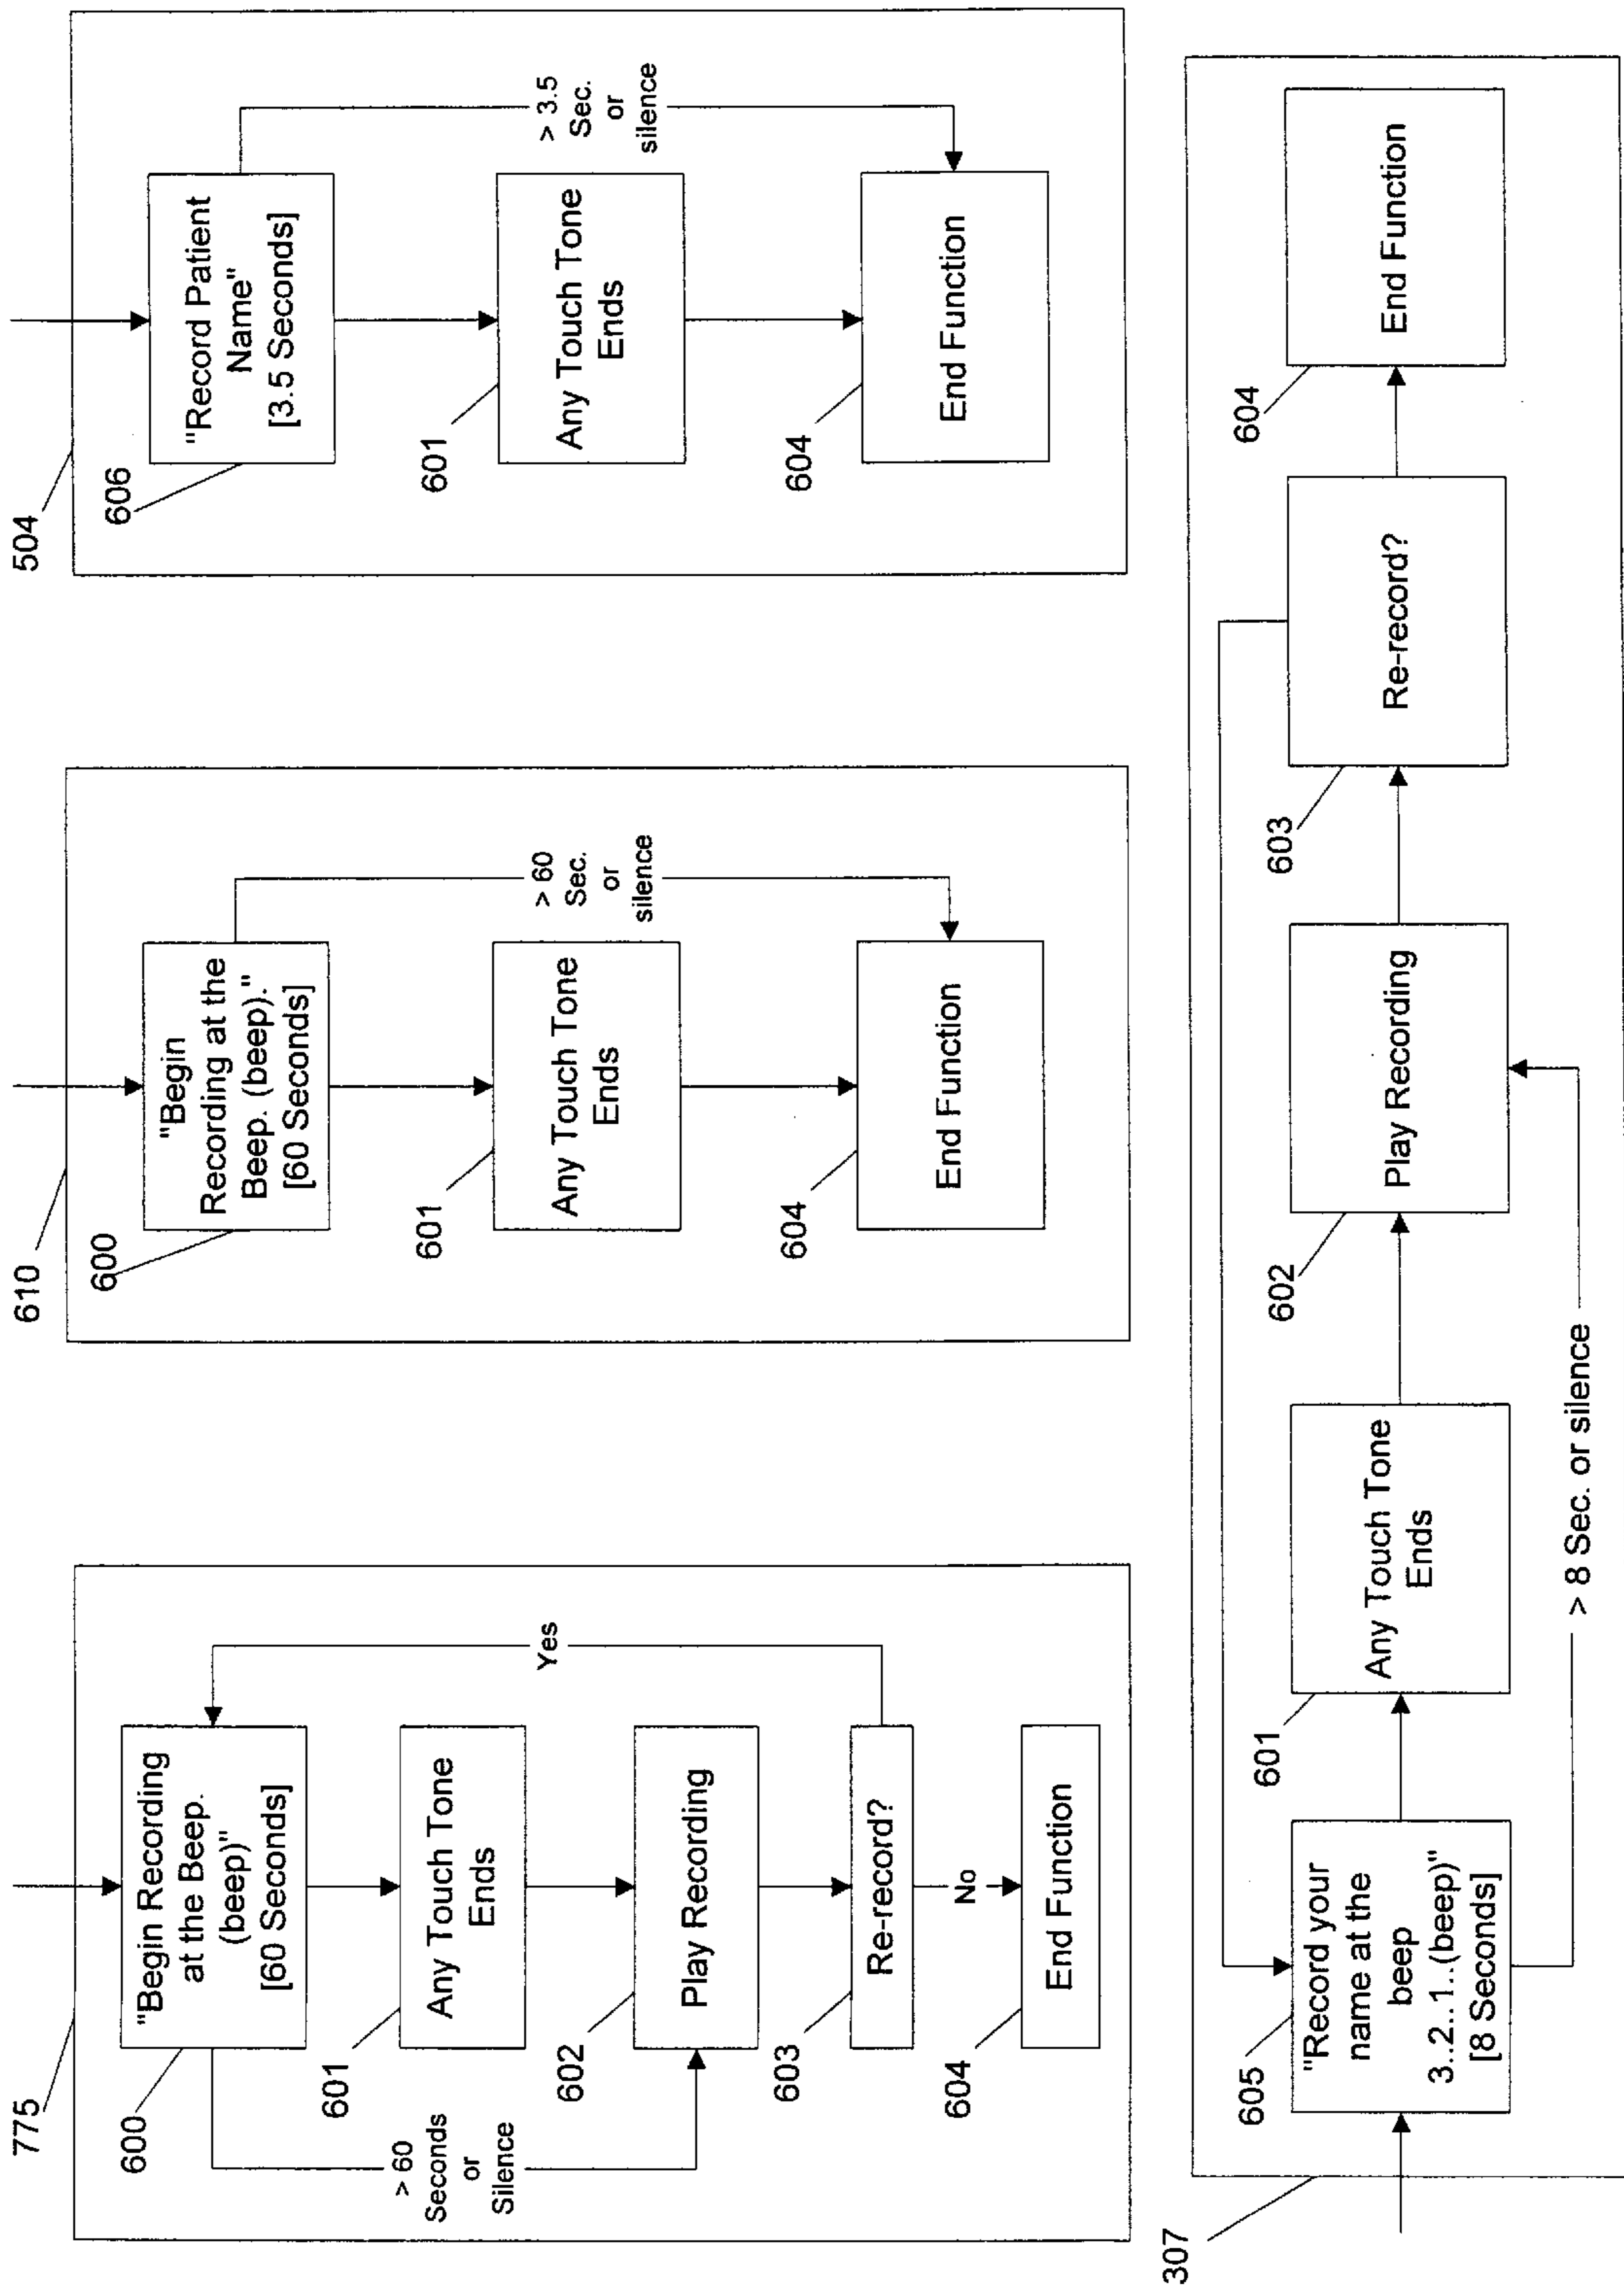 775
600
"Begin Recording
at the Beep.
(beep)"
[60 Seconds]
> 60
Seconds
or
Silence
Yes
601
Any Touch Tone
Ends
602
Play Recording
603
Re-record?
No
604
End Function
610
600
"Begin
Recording at the
Beep. (beep)."
[60 Seconds]
> 60
Sec.
or
silence
601
Any Touch Tone
Ends
604
End Function
504
606
"Record Patient
Name"
[3.5 Seconds]
> 3.5
Sec.
or
silence
601
Any Touch Tone
Ends
604
End Function
307
605
"Record your
name at the
beep
3..2..1..(beep)"
[8 Seconds]
601
Any Touch Tone
Ends
> 8 Sec. or silence
602
Play Recording
603
Re-record?
604
End Function